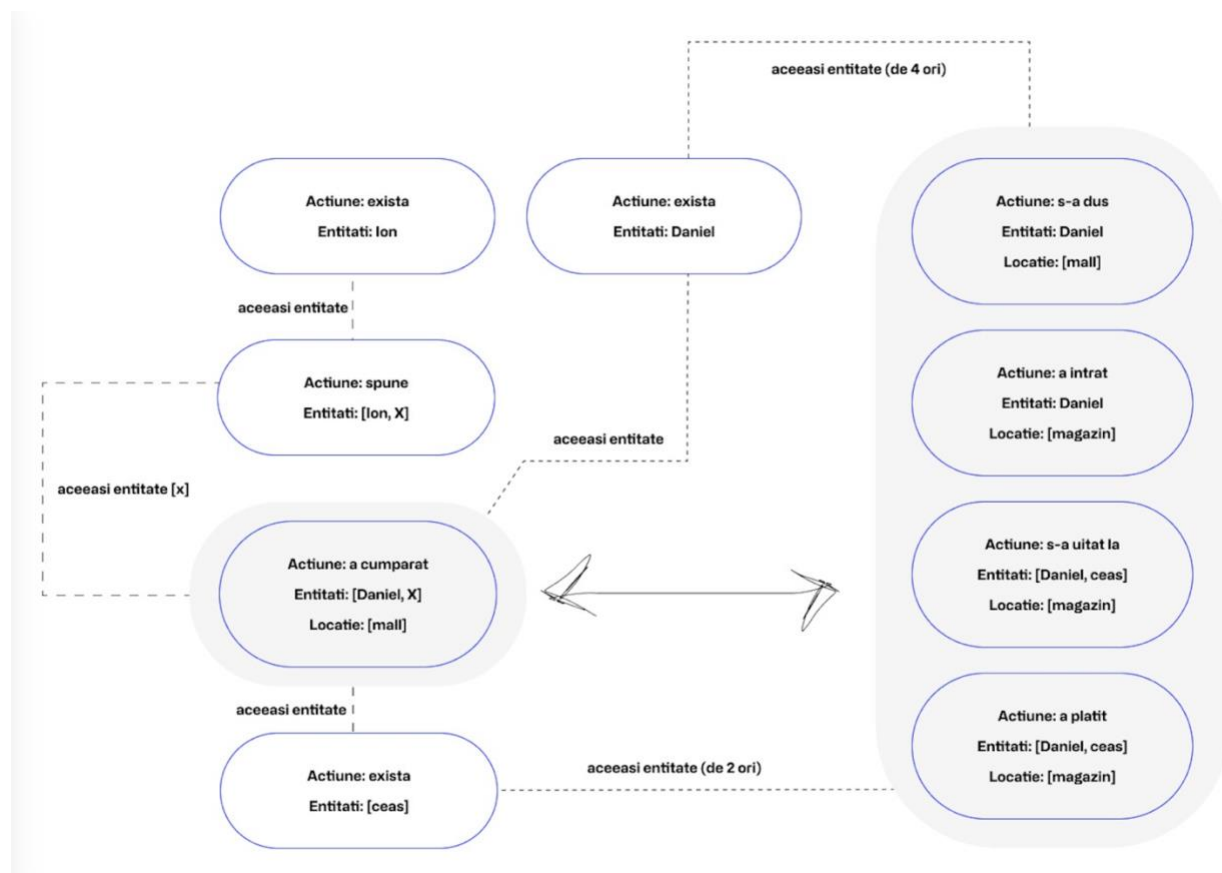 aceeasi entitate (de 4 ori)
Actiune: exista
Entitati: Ion
Actiune: exista
Entitati: Daniel
Actiune: s-a dus
Entitati: Daniel
Locatie: [mall]
aceeasi entitate
Actiune: spune
Entitati: [Ion, X]
Actiune: a intrat
Entitati: Daniel
Locatie: [magazin]
aceeasi entitate
aceeasi entitate [x]
Actiune: a cumparat
Entitati: [Daniel, X]
Locatie: [mall]
Actiune: s-a uitat la
Entitati: [Daniel, ceas]
Locatie: [magazin]
aceeasi entitate
Actiune: exista
Entitati: [ceas]
aceeasi entitate (de 2 ori)
Actiune: a platit
Entitati: [Daniel, ceas]
Locatie: [magazin]